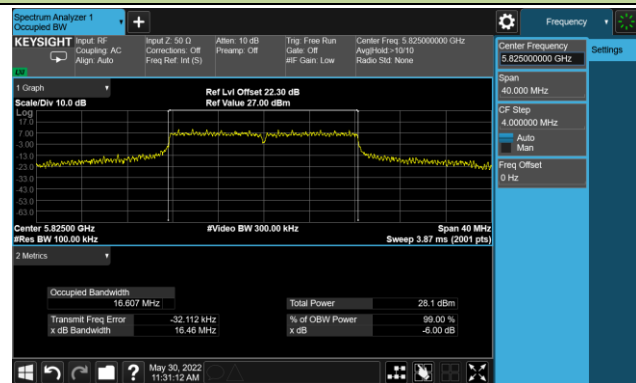 Spectrum Analyzer 1
Occupied BW
Frequency
KEYSIGHT
Input: RF
Coupling: AC
Align: Auto
Input Z: 50 Ω
Corrections: Off
Freq Ref: Int (S)
Atten: 10 dB
Preamp: Off
Trig: Free Run
Gate: Off
#IF Gain: Low
Center Freq: 5.825000000 GHz
Avg|Hold:>10/10
Radio Std: None
Center Frequency
5.825000000 GHz
Settings
Span
40.000 MHz
CF Step
4.000000 MHz
Auto
Man
Freq Offset
0 Hz
1 Graph
Scale/Div 10.0 dB
Ref Lvl Offset 22.30 dB
Ref Value 27.00 dBm
Log
17.0
7.00
-3.00
-13.0
-23.0
-33.0
-43.0
-53.0
-63.0
Center 5.82500 GHz
#Res BW 100.00 kHz
#Video BW 300.00 kHz
Span 40 MHz
Sweep 3.87 ms (2001 pts)
2 Metrics
Occupied Bandwidth
16.607 MHz
Total Power 28.1 dBm
Transmit Freq Error -32.112 kHz
% of OBW Power 99.00 %
x dB Bandwidth 16.46 MHz
x dB -6.00 dB
?
May 30, 2022
11:31:12 AM